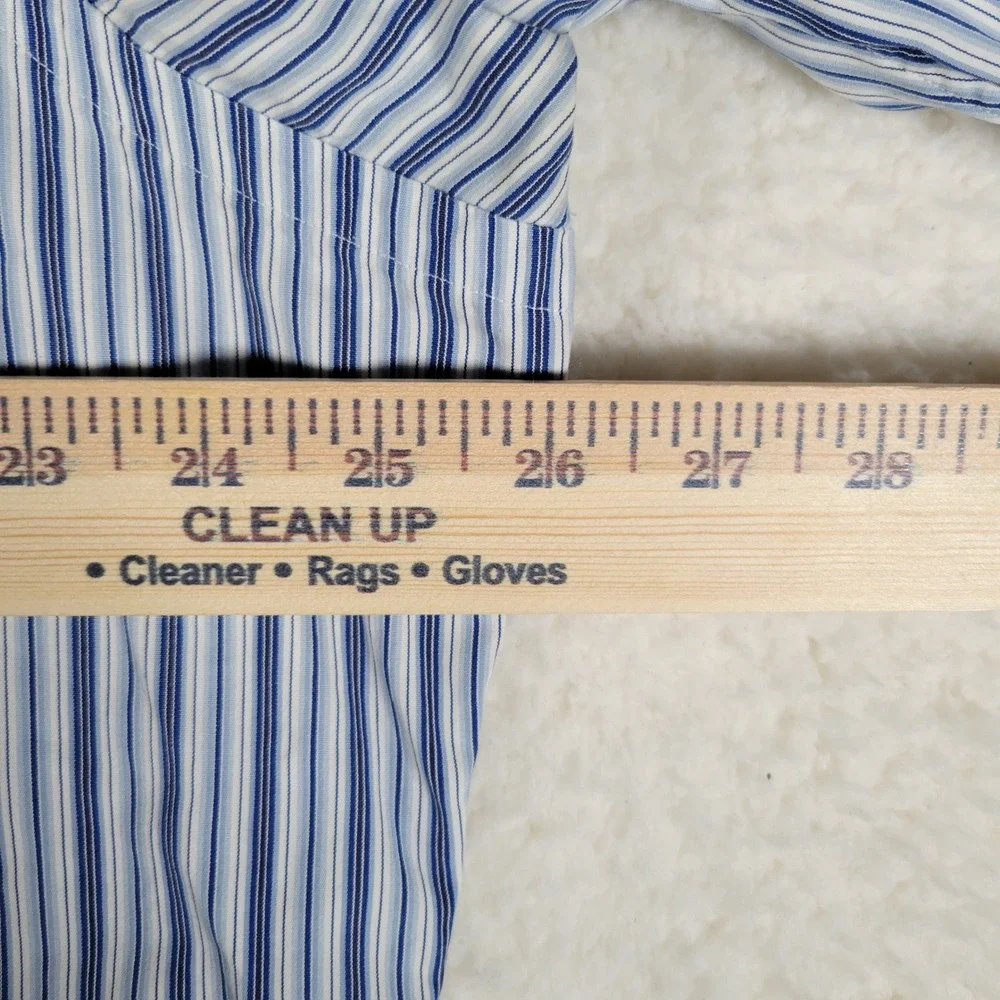 23 24 25 26 27 28
CLEAN UP
• Cleaner • Rags • Gloves